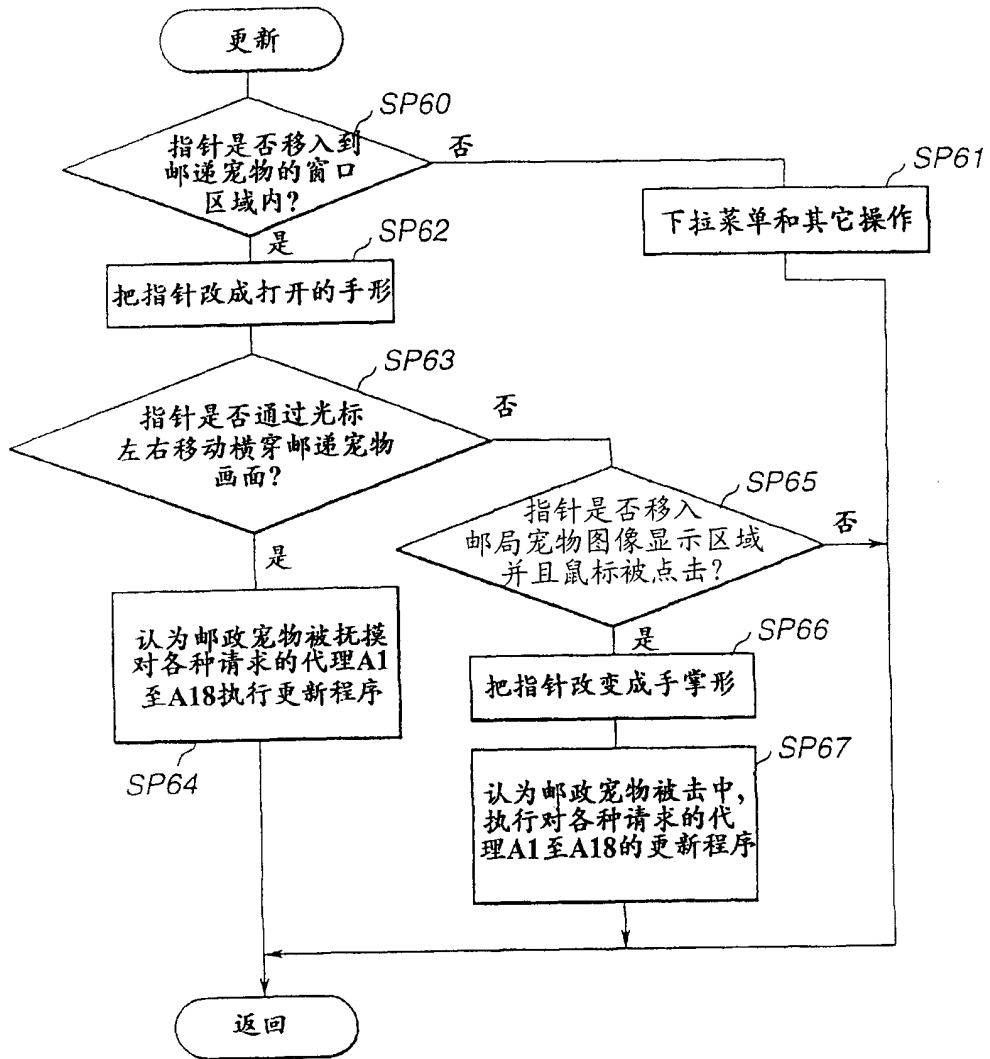 更新
SP60
指针是否移入到
邮递宠物的窗口
区域内?
否
SP61
下拉菜单和其它操作
是
SP62
把指针改成打开的手形
SP63
指针是否通过光标
左右移动横穿邮递宠物
画面?
否
SP65
指针是否移入
邮局宠物图像显示区域
并且鼠标被点击?
否
是
认为邮政宠物被抚摸
对各种请求的代理A1
至A18执行更新程序
SP64
是
SP66
把指针改变成手掌形
SP67
认为邮政宠物被击中,
执行对各种请求的代
理A1至A18的更新程序
返回